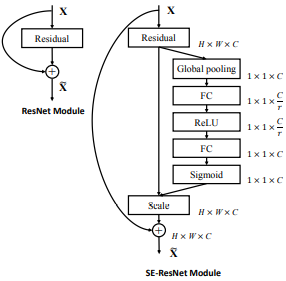 X
Residual
+
X̃
ResNet Module
X
Residual
H × W × C
Global pooling
1 × 1 × C
FC
1 × 1 × C/r
ReLU
1 × 1 × C/r
FC
1 × 1 × C
Sigmoid
1 × 1 × C
Scale
H × W × C
+
H × W × C
X̃
SE-ResNet Module